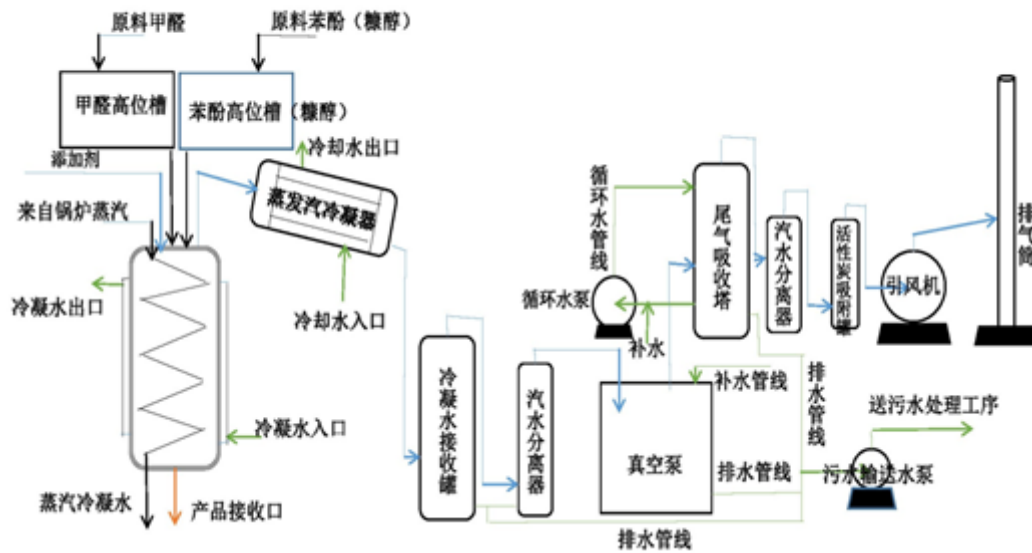 原料甲醛
原料苯酚（糠醇）
甲醛高位槽
苯酚高位槽（糠醇）
添加剂
冷却水出口
来自锅炉蒸汽
蒸发汽冷凝器
冷凝水出口
冷却水入口
冷凝水入口
蒸汽冷凝水
产品接收口
冷凝水接收罐
汽水分离器
真空泵
循环水管线
循环水泵
补水
尾气吸收塔
汽水分离器
活性炭吸附罐
引风机
排气筒
补水管线
排水管线
排水管线
排水管线
送污水处理工序
污水输送水泵